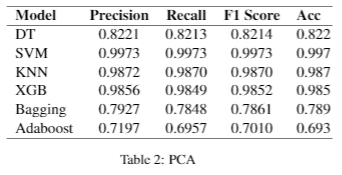 Model Precision Recall F1 Score Acc
DT 0.8221 0.8213 0.8214 0.822
SVM 0.9973 0.9973 0.9973 0.997
KNN 0.9872 0.9870 0.9870 0.987
XGB 0.9856 0.9849 0.9852 0.985
Bagging 0.7927 0.7848 0.7861 0.789
Adaboost 0.7197 0.6957 0.7010 0.693
Table 2: PCA